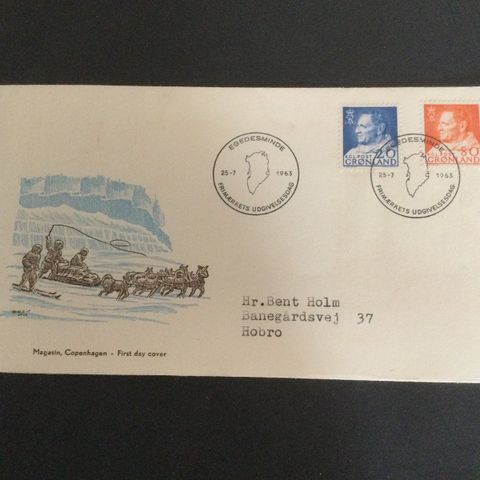 20
KGL. POST
GRØNLAND
80
KGL. POST
GRØNLAND
EGEDESMINDE
25-7 1963
FRIMÆRKETS UDGIVELSESDAG
EGEDESMINDE
25-7 1963
FRIMÆRKETS UDGIVELSESDAG
Hr.Bent Holm
Banegårdsvej 37
Hobro
Magasin, Copenhagen - First day cover